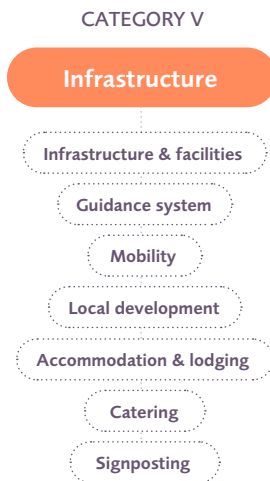 CATEGORY V
Infrastructure
Infrastructure & facilities
Guidance system
Mobility
Local development
Accommodation & lodging
Catering
Signposting